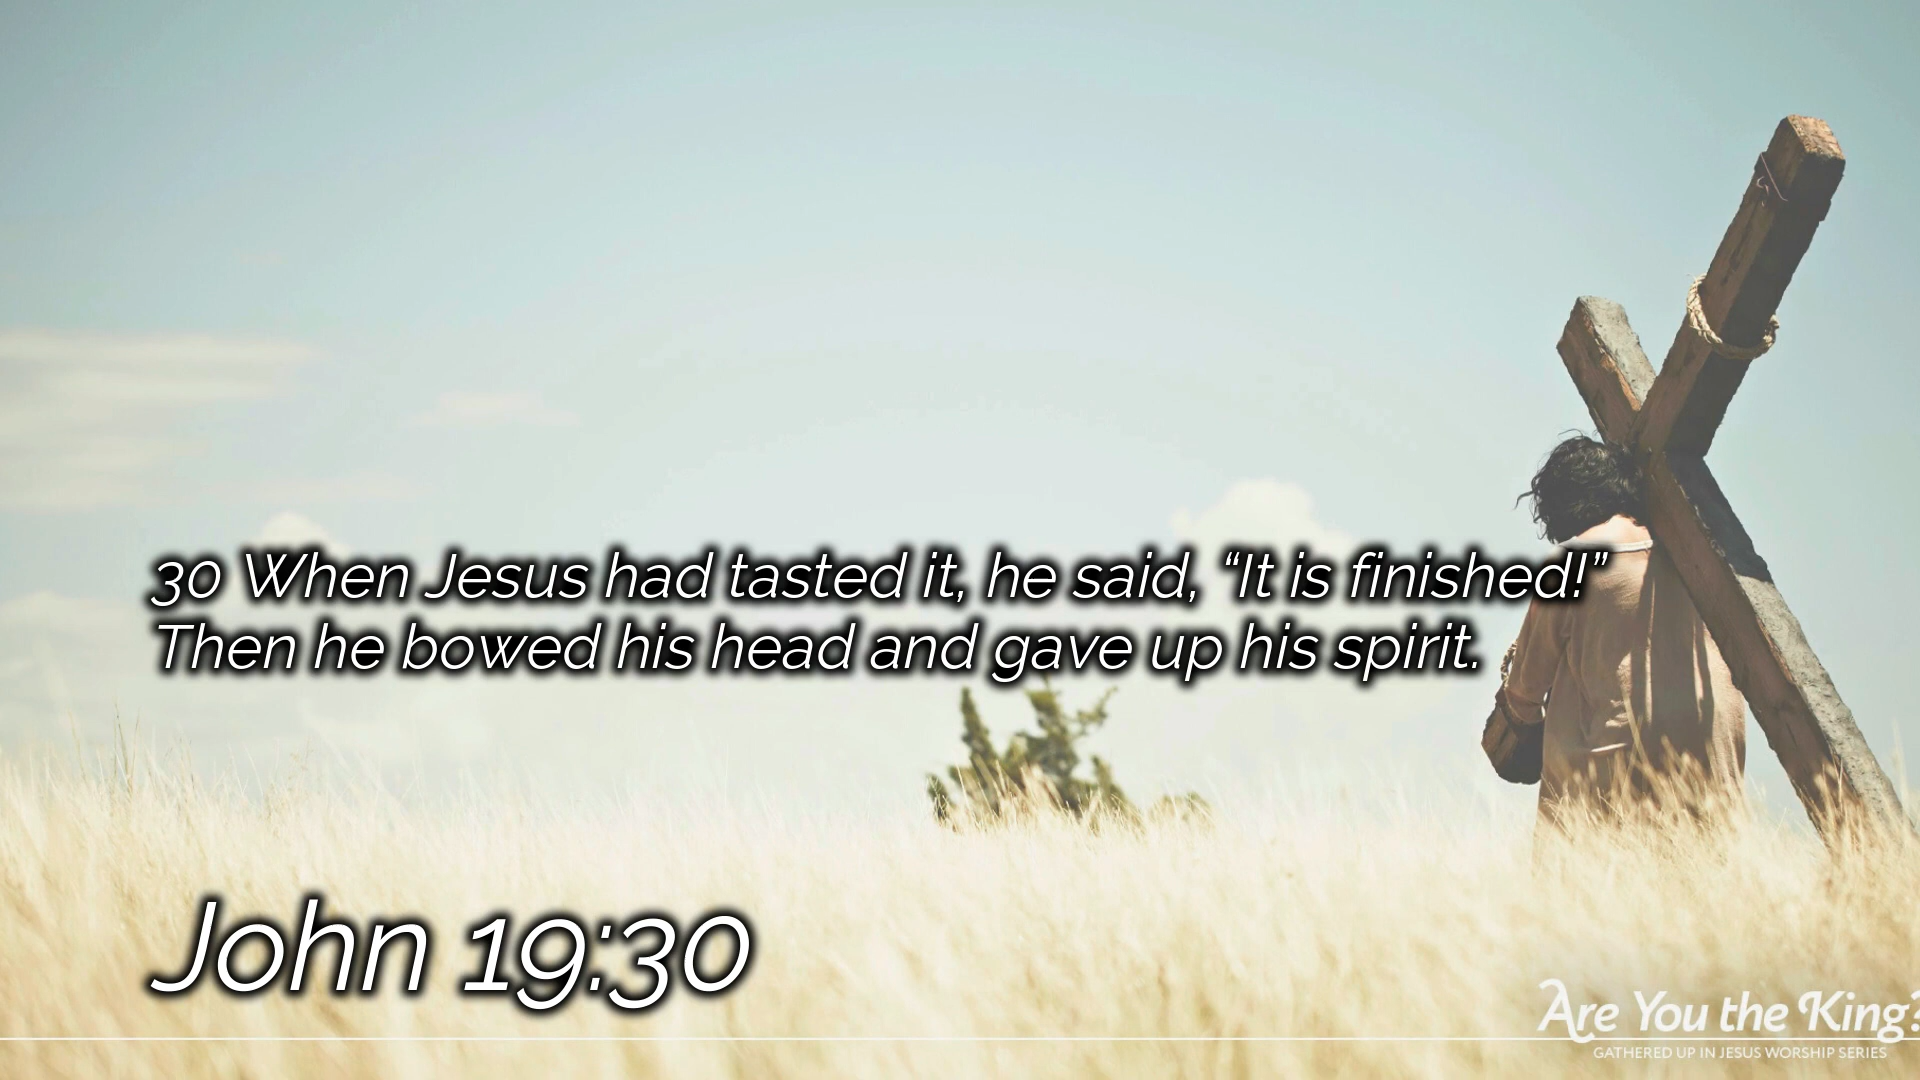 30 When Jesus had tasted it, he said, “It is finished!”
Then he bowed his head and gave up his spirit.
John 19:30
Are You the King?
GATHERED UP IN JESUS WORSHIP SERIES